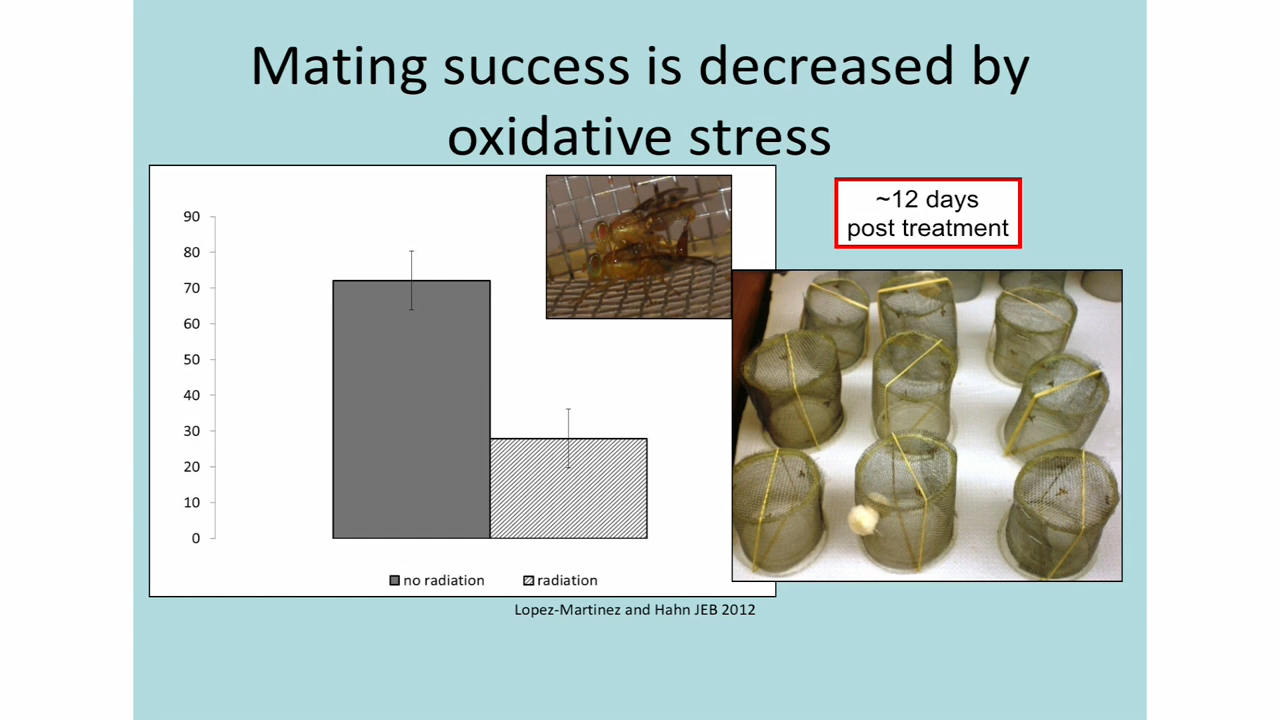 Mating success is decreased by
oxidative stress
~12 days
post treatment
90
80
70
60
50
40
30
20
10
0
no radiation
radiation
Lopez-Martinez and Hahn JEB 2012